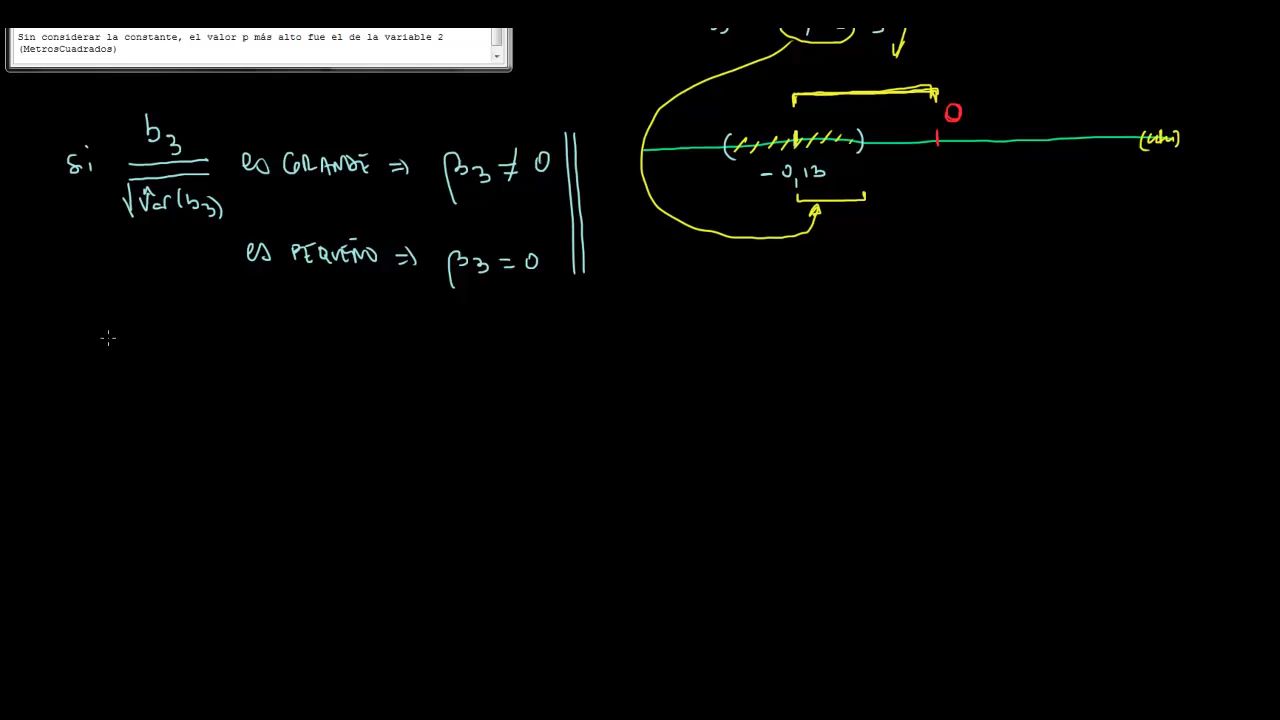 Sin considerar la constante, el valor p más alto fue el de la variable 2
(MetrosCuadrados)
si b3 / √V̂ar(b3) es GRANDE ⇒ β3 ≠ 0
es PEQUEÑO ⇒ β3 = 0
0
- 0,13